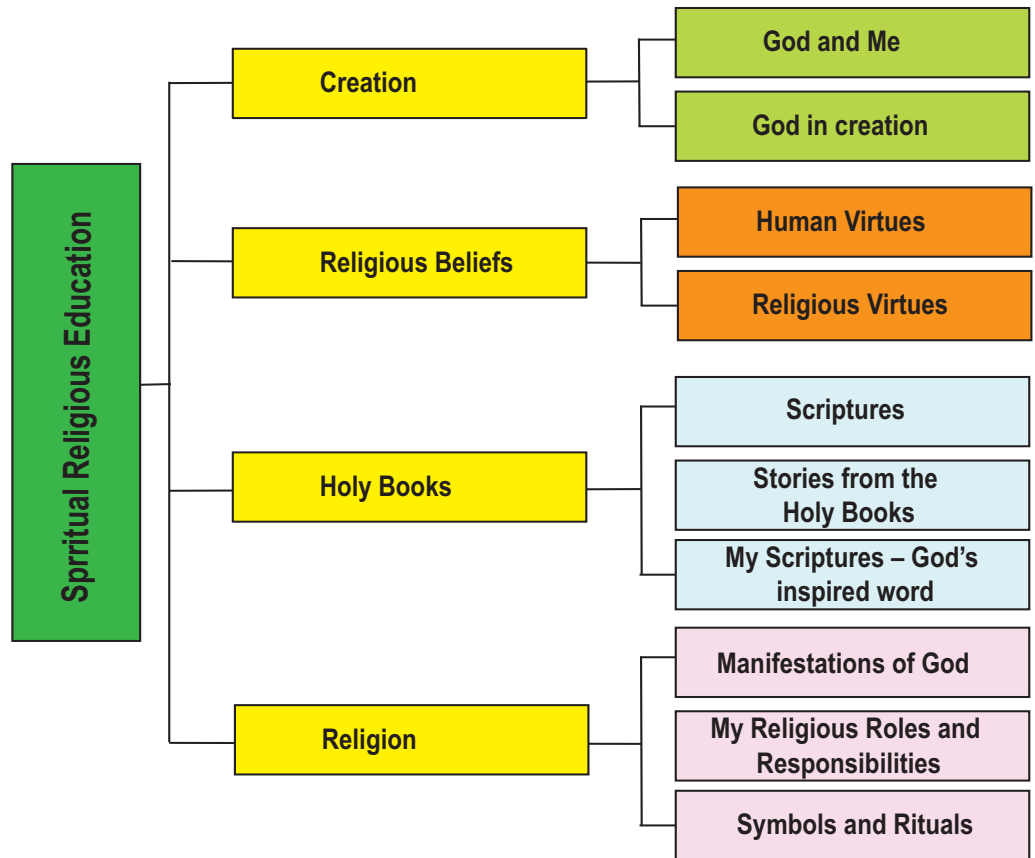 Sprritual Religious Education
Creation
God and Me
God in creation
Religious Beliefs
Human Virtues
Religious Virtues
Holy Books
Scriptures
Stories from the
Holy Books
My Scriptures – God’s
inspired word
Religion
Manifestations of God
My Religious Roles and
Responsibilities
Symbols and Rituals